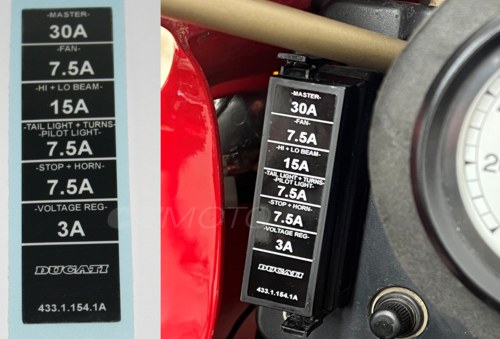 -MASTER-
30A
-FAN-
7.5A
-HI + LO BEAM-
15A
-TAIL LIGHT + TURNS-
-PILOT LIGHT-
7.5A
-STOP + HORN-
7.5A
-VOLTAGE REG-
3A
DUCATI
433.1.154.1A
-MASTER-
30A
-FAN-
7.5A
-HI + LO BEAM-
15A
-TAIL LIGHT + TURNS-
-PILOT LIGHT-
7.5A
-STOP + HORN-
7.5A
-VOLTAGE REG-
3A
DUCATI
433.1.154.1A
2